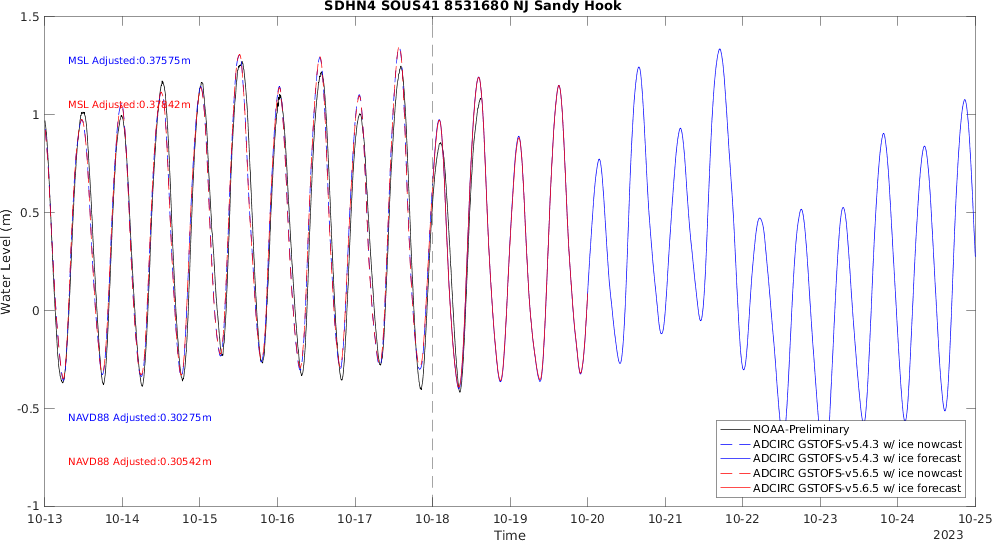 SDHN4 SOUS41 8531680 NJ Sandy Hook
1.5
MSL Adjusted:0.37575m
MSL Adjusted:0.37842m
1
0.5
Water Level (m)
0
-0.5
NAVD88 Adjusted:0.30275m
NAVD88 Adjusted:0.30542m
NOAA-Preliminary
ADCIRC GSTOFS-v5.4.3 w/ ice nowcast
ADCIRC GSTOFS-v5.4.3 w/ ice forecast
ADCIRC GSTOFS-v5.6.5 w/ ice nowcast
ADCIRC GSTOFS-v5.6.5 w/ ice forecast
-1
10-13 10-14 10-15 10-16 10-17 10-18 10-19 10-20 10-21 10-22 10-23 10-24 10-25
Time
2023